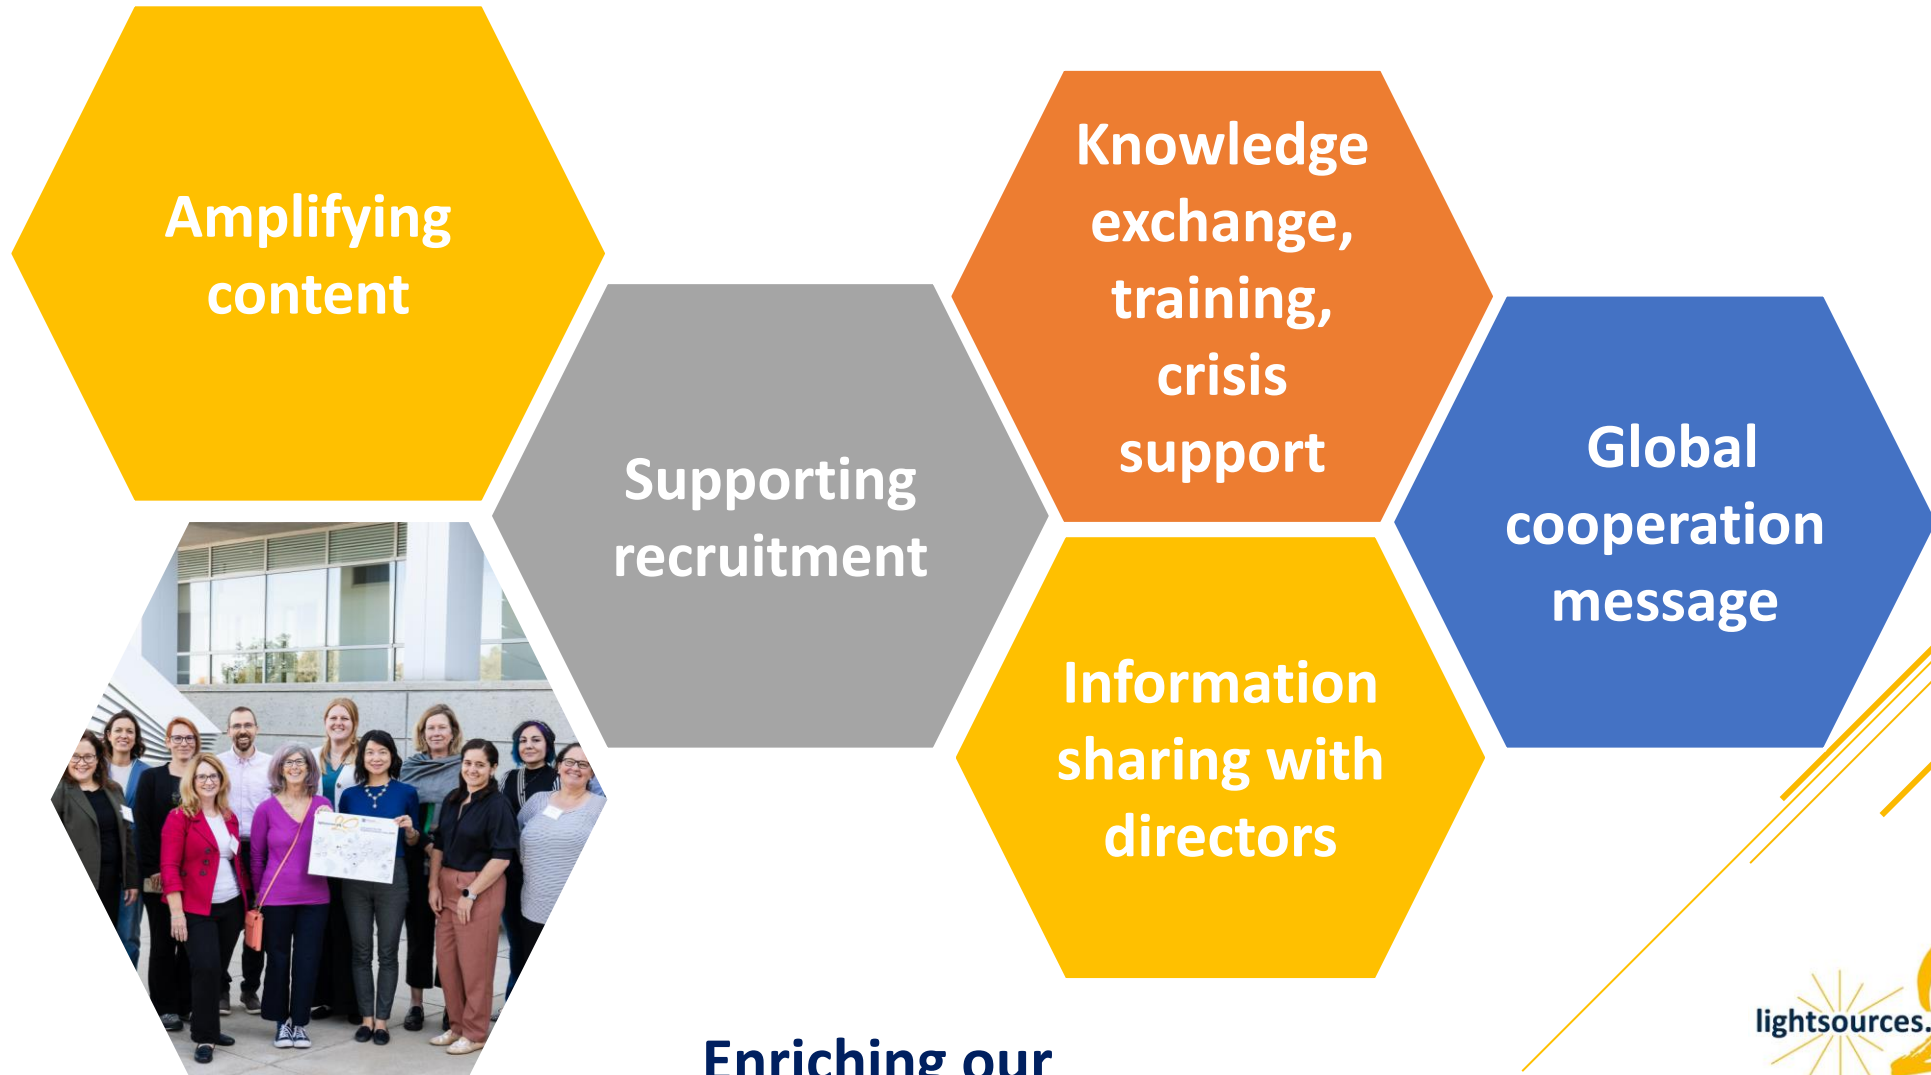 Amplifying
content
Supporting
recruitment
Knowledge
exchange,
training,
crisis
support
Global
cooperation
message
Information
sharing with
directors
Enriching our
lightsources.